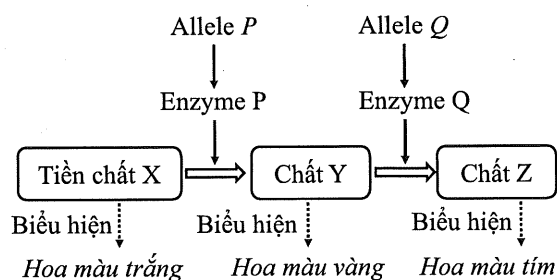 Allele P Allele Q
Enzyme P Enzyme Q
Tiền chất X Chất Y Chất Z
Biểu hiện Biểu hiện Biểu hiện
Hoa màu trắng Hoa màu vàng Hoa màu tím